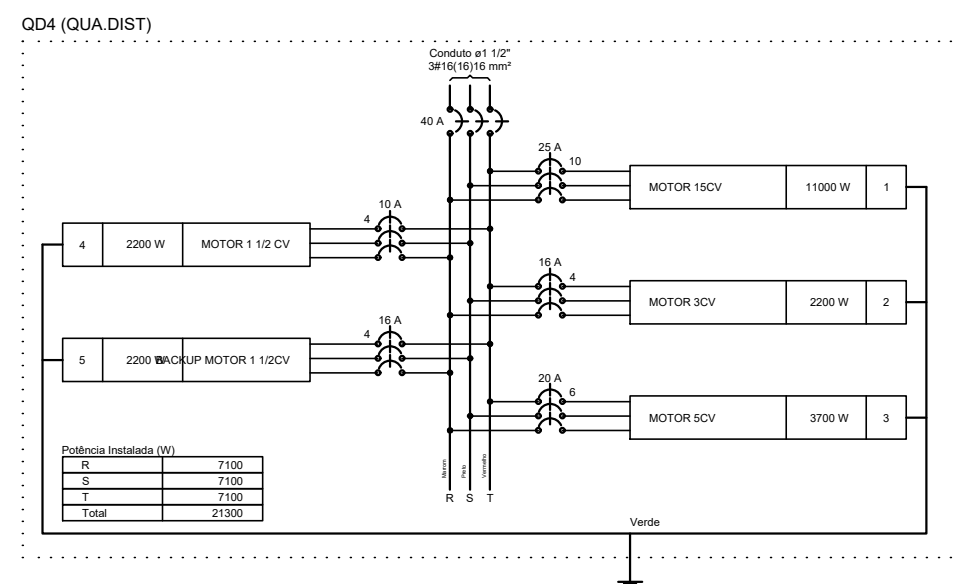 QD4 (QUA.DIST)
Conduto ø1 1/2"
3#16(16)16 mm²
40 A
25 A
10
MOTOR 15CV 11000 W 1
10 A
4
4 2200 W MOTOR 1 1/2 CV
16 A
4
MOTOR 3CV 2200 W 2
16 A
4
5 2200 W BACKUP MOTOR 1 1/2CV
20 A
6
MOTOR 5CV 3700 W 3
Potência Instalada (W)
R 7100
S 7100
T 7100
Total 21300
Marrom
Preto
Vermelho
R S T
Verde